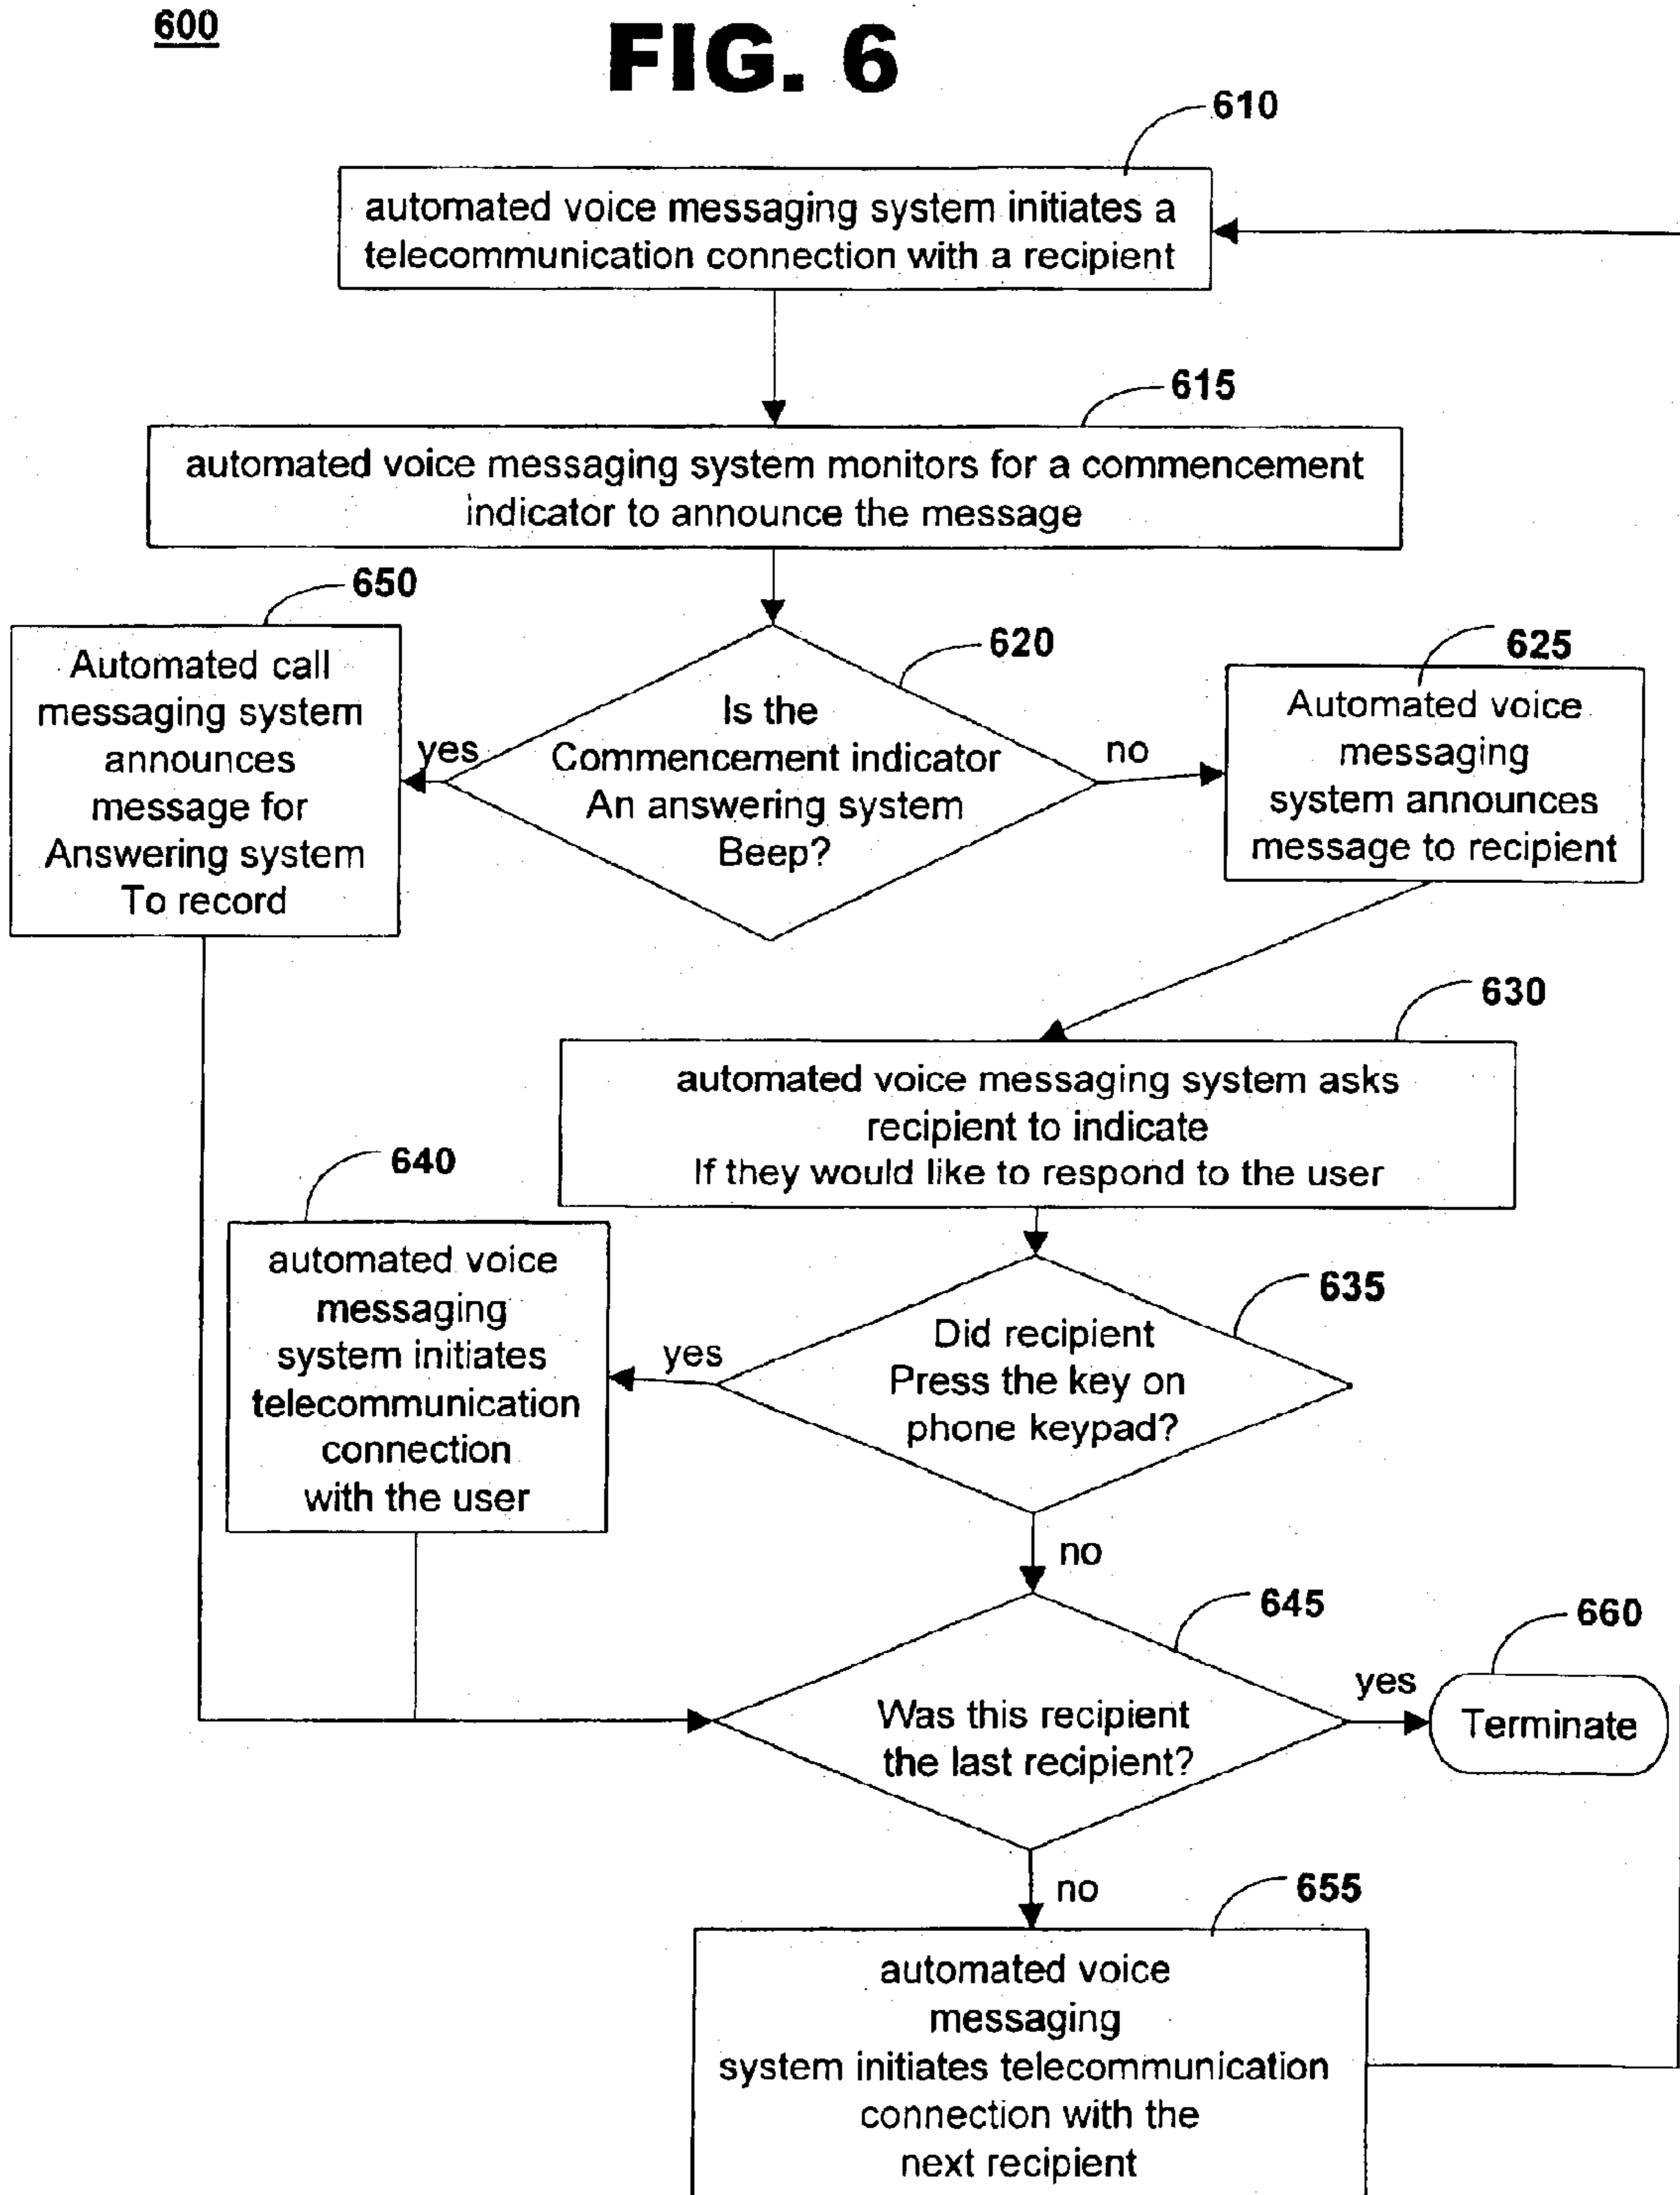 600
FIG. 6
610
automated voice messaging system initiates a
telecommunication connection with a recipient
615
automated voice messaging system monitors for a commencement
indicator to announce the message
650
Automated call
messaging system
announces
message for
Answering system
To record
yes
620
Is the
Commencement indicator
An answering system
Beep?
no
625
Automated voice
messaging
system announces
message to recipient
630
automated voice messaging system asks
recipient to indicate
If they would like to respond to the user
640
automated voice
messaging
system initiates
telecommunication
connection
with the user
yes
635
Did recipient
Press the key on
phone keypad?
no
645
Was this recipient
the last recipient?
yes
660
Terminate
no
655
automated voice
messaging
system initiates telecommunication
connection with the
next recipient